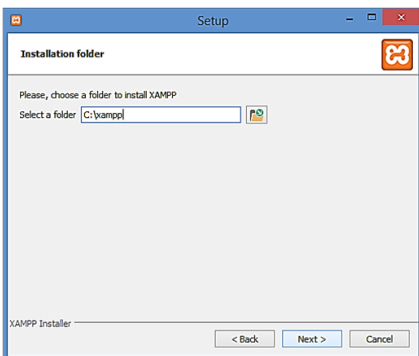 Setup
Installation folder
Please, choose a folder to install XAMPP
Select a folder C:\xampp
XAMPP Installer
< Back Next > Cancel